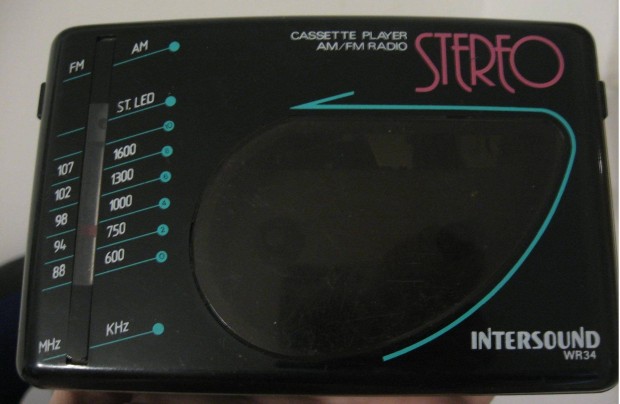 CASSETTE PLAYER
AM/FM RADIO
STEREO
FM AM
ST. LED
1600
107 1300
102 1000
98 750
94 600
88
MHz KHz
INTERSOUND
WR34